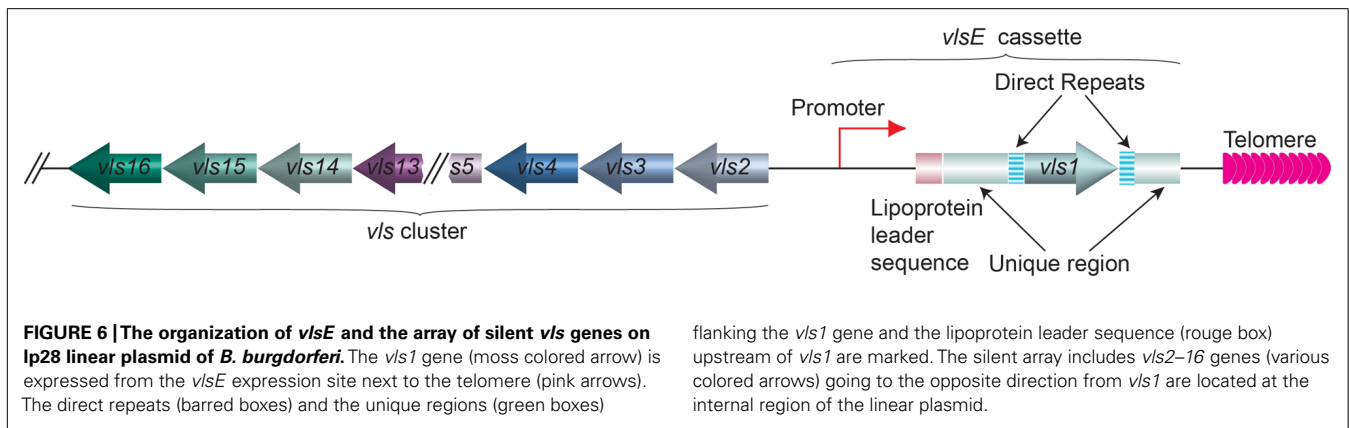 vlsE cassette
Direct Repeats
Promoter
Telomere
vls16
vls15
vls14
vls13
s5
vls4
vls3
vls2
vls1
vls cluster
Lipoprotein
leader
sequence
Unique region
FIGURE 6 | The organization of vlsE and the array of silent vls genes on
lp28 linear plasmid of B. burgdorferi. The vls1 gene (moss colored arrow) is
expressed from the vlsE expression site next to the telomere (pink arrows).
The direct repeats (barred boxes) and the unique regions (green boxes)
flanking the vls1 gene and the lipoprotein leader sequence (rouge box)
upstream of vls1 are marked. The silent array includes vls2–16 genes (various
colored arrows) going to the opposite direction from vls1 are located at the
internal region of the linear plasmid.